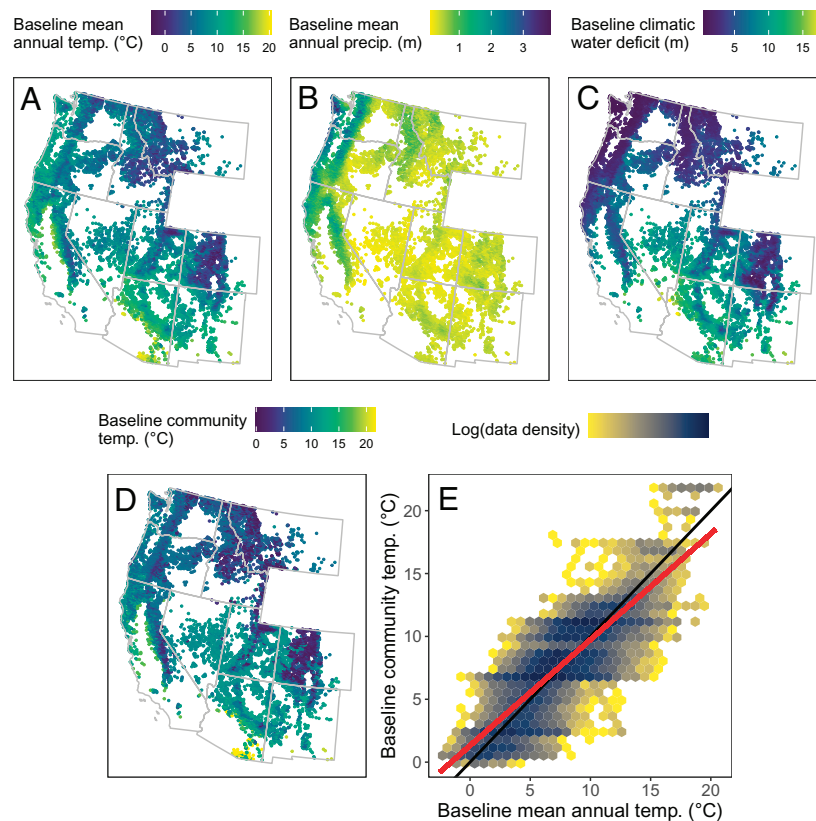 Baseline mean
annual temp. (°C)
0 5 10 15 20
Baseline mean
annual precip. (m)
1 2 3
Baseline climatic
water deficit (m)
5 10 15
A
B
C
Baseline community
temp. (°C)
0 5 10 15 20
Log(data density)
D
E
Baseline community temp. (°C)
20
15
10
5
0
0 5 10 15 20
Baseline mean annual temp. (°C)